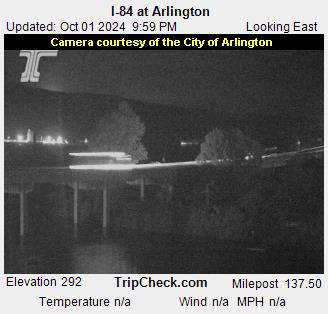 I-84 at Arlington
Updated: Oct 01 2024 9:59 PM Looking East
Camera courtesy of the City of Arlington
Elevation 292 TripCheck.com Milepost 137.50
Temperature n/a Wind n/a MPH n/a